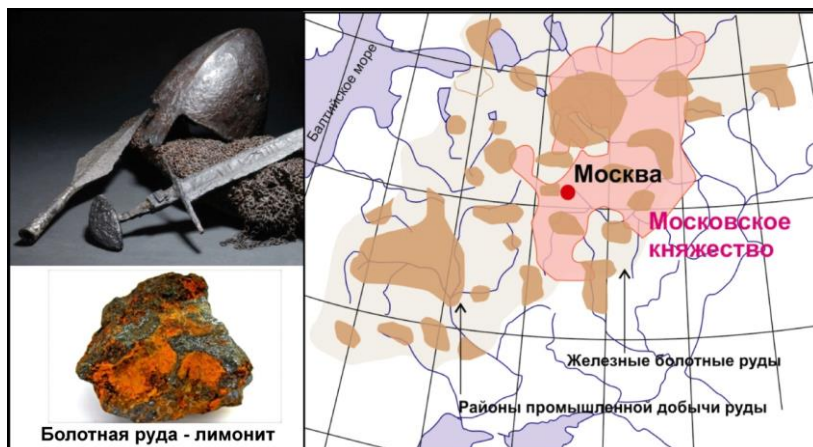 Балтийское море
Москва
Московское
княжество
Железные болотные руды
Районы промышленной добычи руды
Болотная руда - лимонит